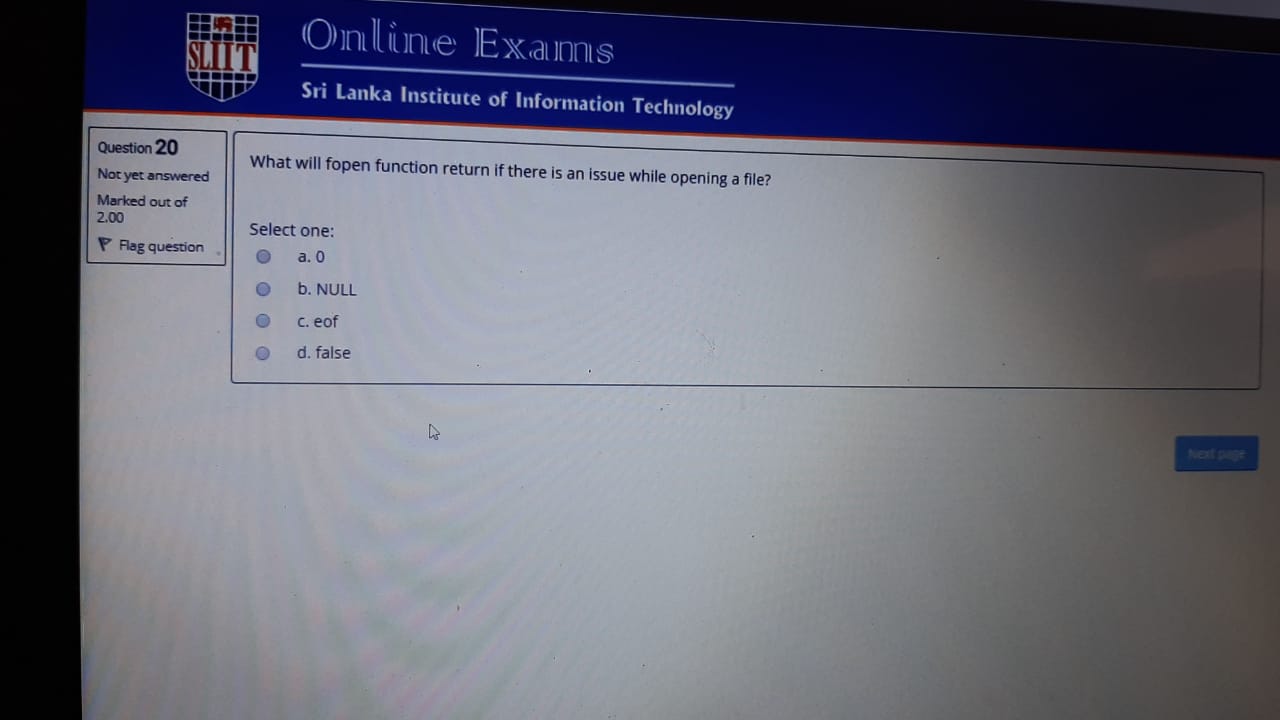 SLIIT
Online Exams
Sri Lanka Institute of Information Technology
Question 20
Not yet answered
Marked out of
2.00
Flag question
What will fopen function return if there is an issue while opening a file?
Select one:
a. 0
b. NULL
c. eof
d. false
Next page